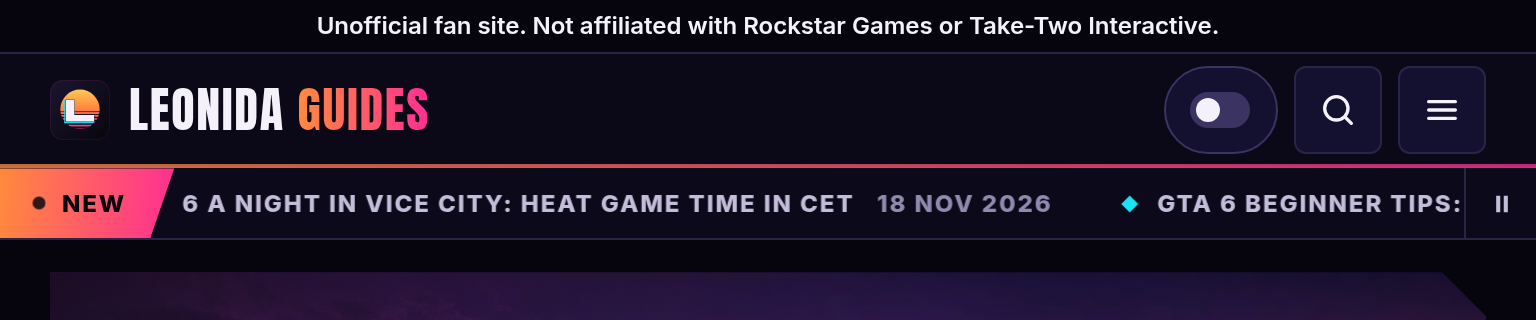 Unofficial fan site. Not affiliated with Rockstar Games or Take-Two Interactive.
LEONIDA GUIDES
NEW 6 A NIGHT IN VICE CITY: HEAT GAME TIME IN CET 18 NOV 2026 GTA 6 BEGINNER TIPS: